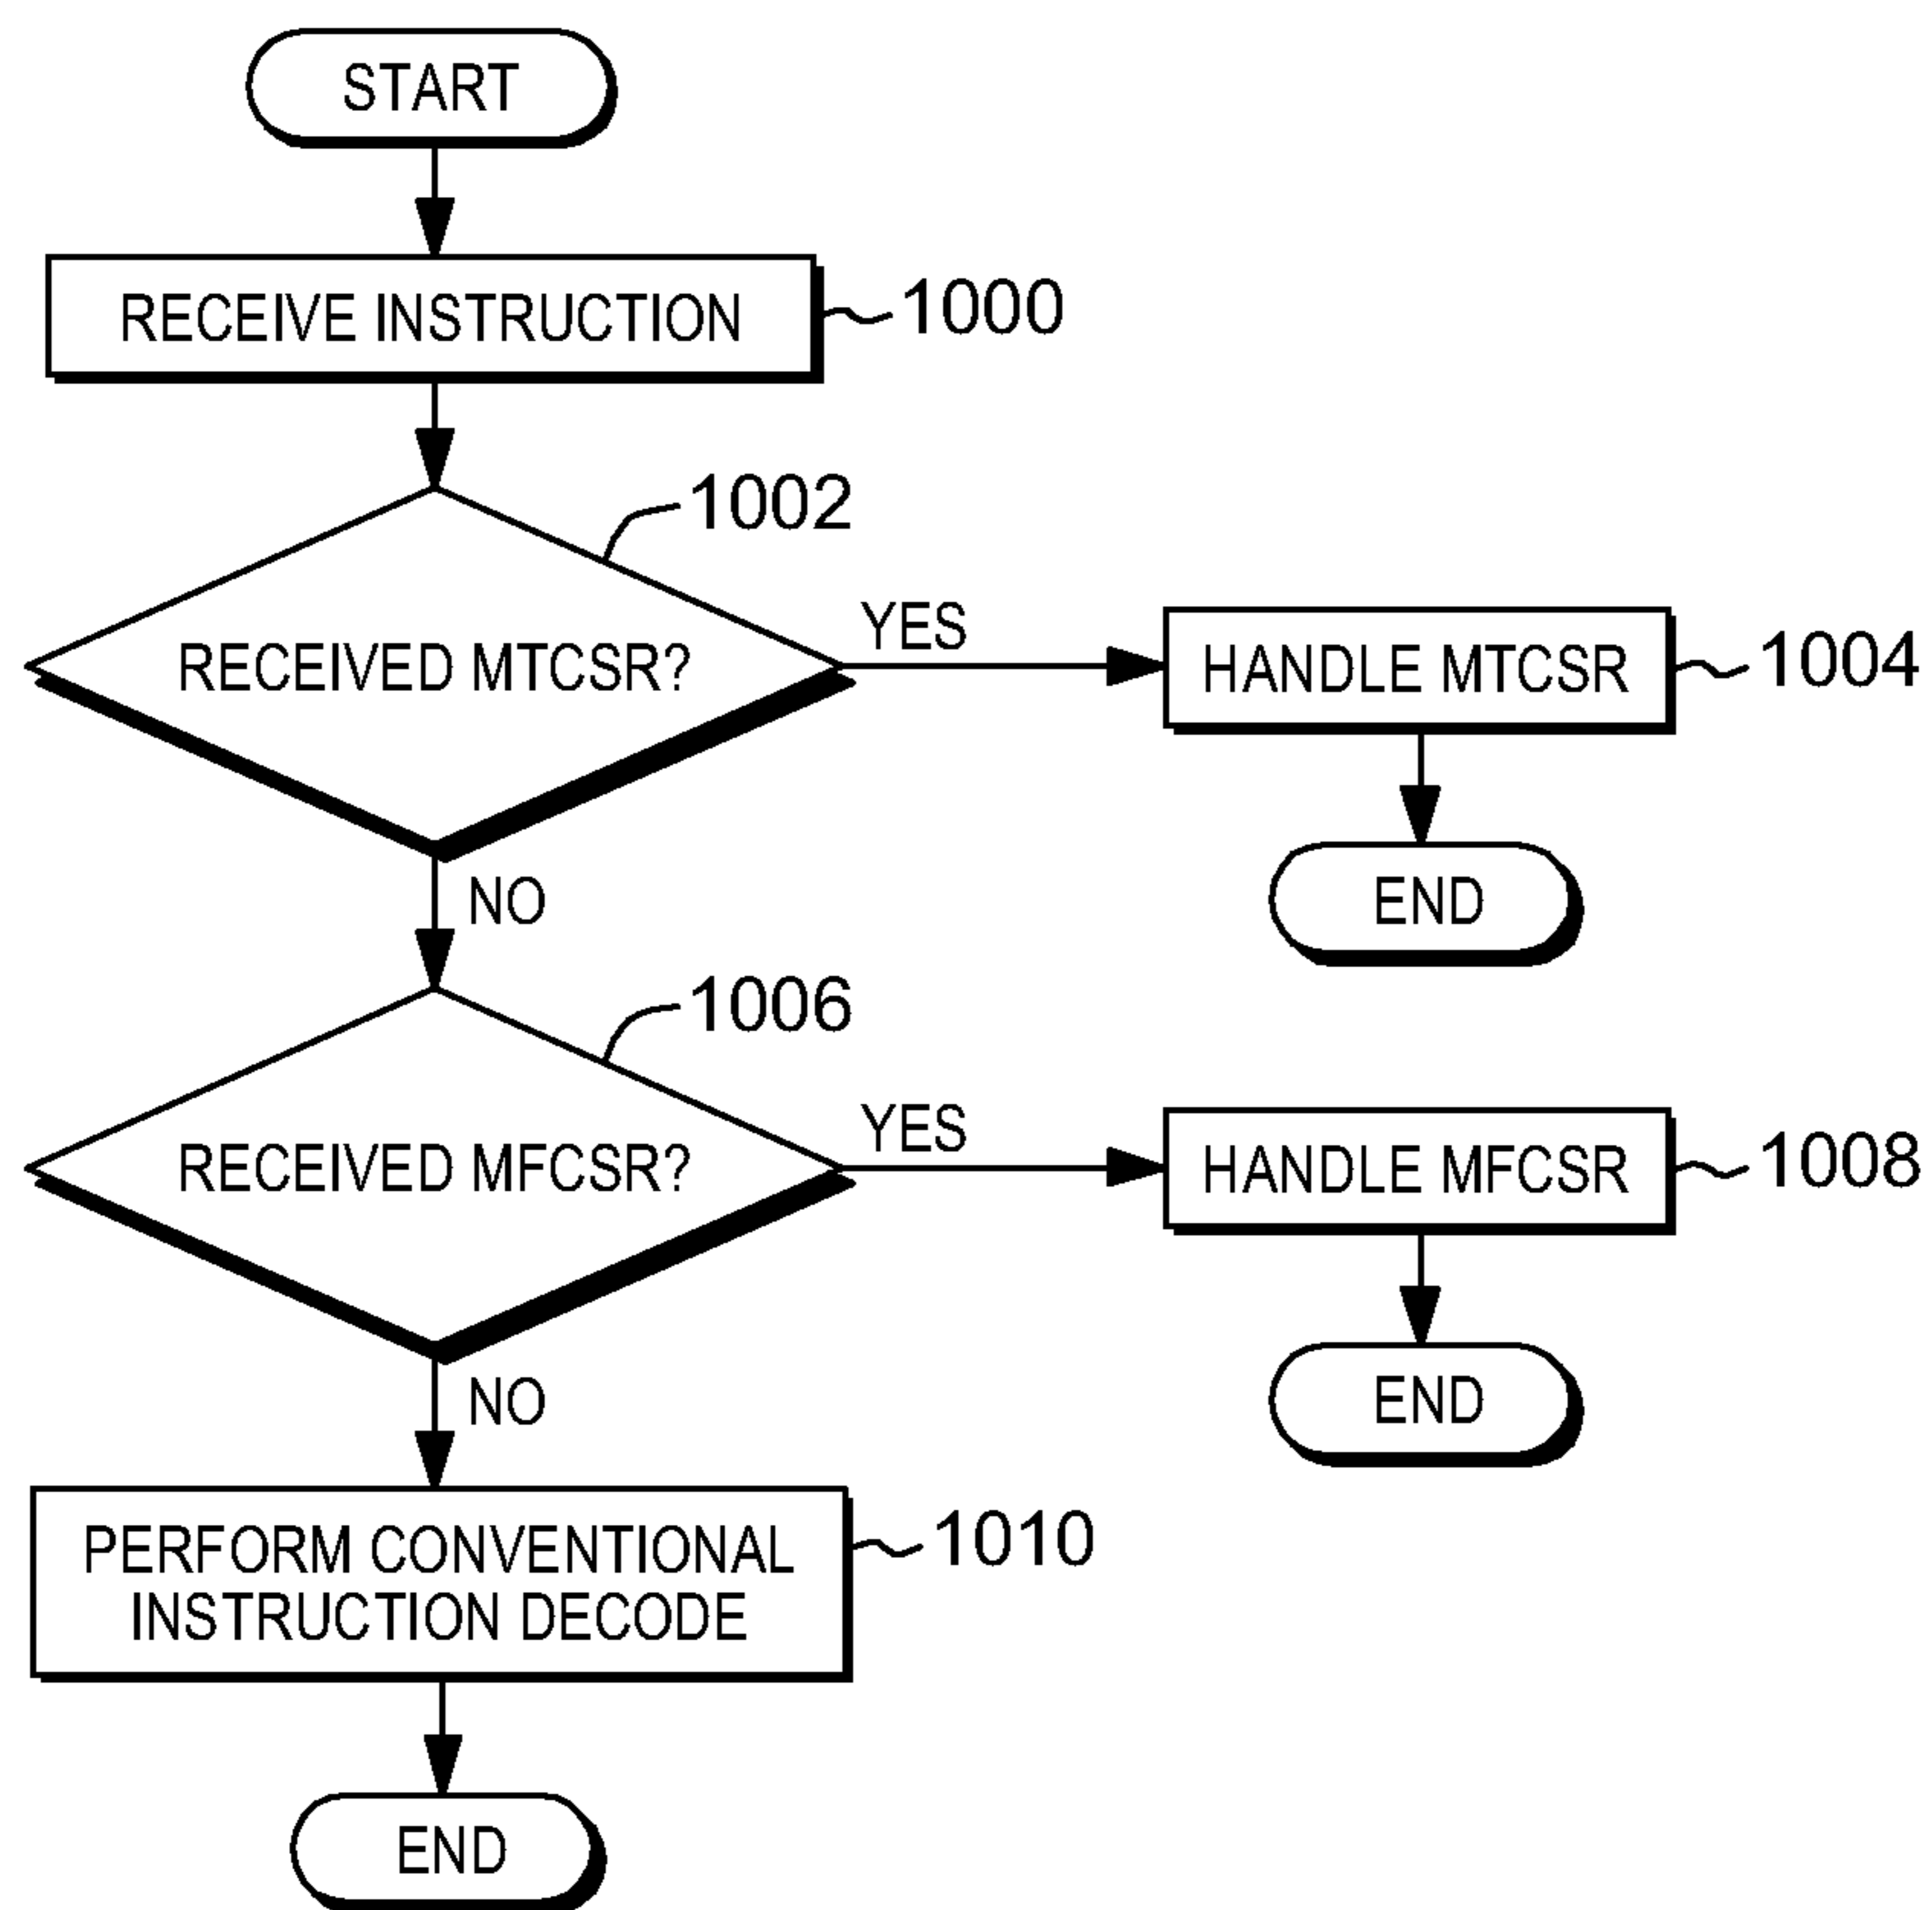 START
RECEIVE INSTRUCTION
1000
1002
RECEIVED MTCSR?
YES
HANDLE MTCSR
1004
END
NO
1006
RECEIVED MFCSR?
YES
HANDLE MFCSR
1008
END
NO
PERFORM CONVENTIONAL
INSTRUCTION DECODE
1010
END